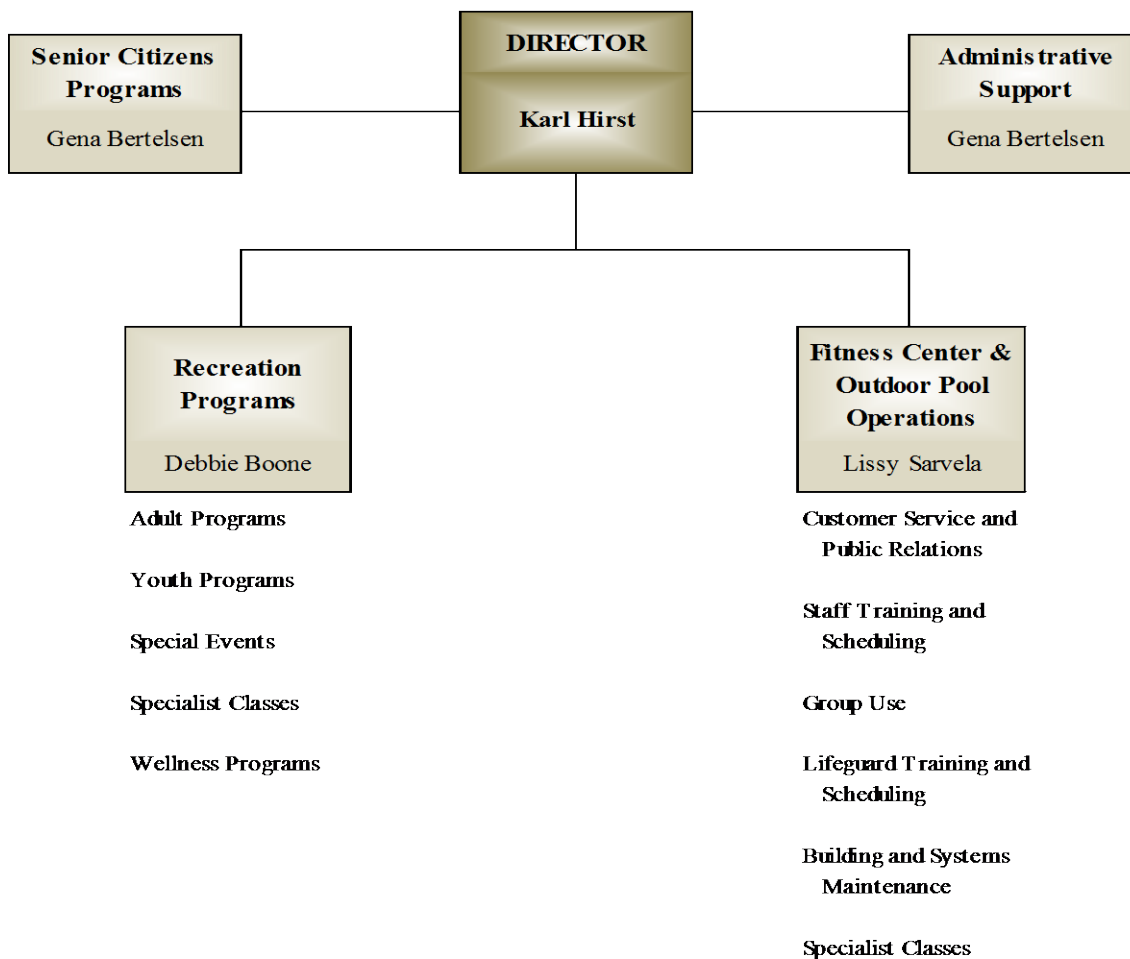 Senior Citizens
Programs
Gena Bertelsen
DIRECTOR
Karl Hirst
Administrative
Support
Gena Bertelsen
Recreation
Programs
Debbie Boone
Adult Programs
Youth Programs
Special Events
Specialist Classes
Wellness Programs
Fitness Center &
Outdoor Pool
Operations
Lissy Sarvela
Customer Service and
Public Relations
Staff Training and
Scheduling
Group Use
Lifeguard Training and
Scheduling
Building and Systems
Maintenance
Specialist Classes